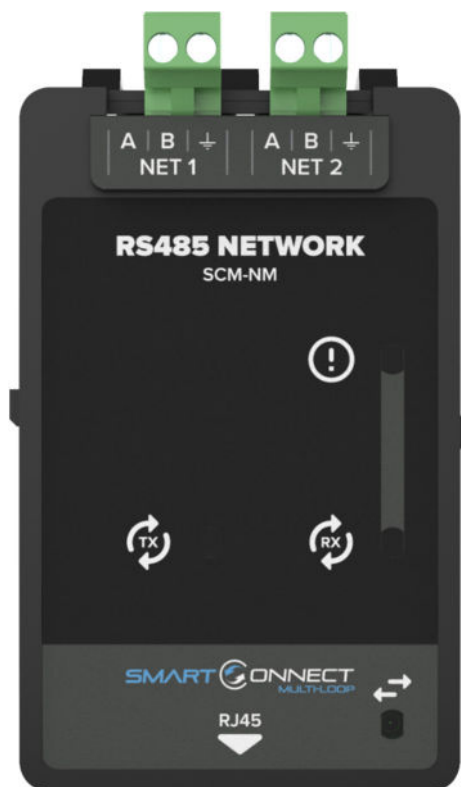 A B A B
NET 1 NET 2
RS485 NETWORK
SCM-NM
TX RX
SMART CONNECT
MULTI-LOOP
RJ45